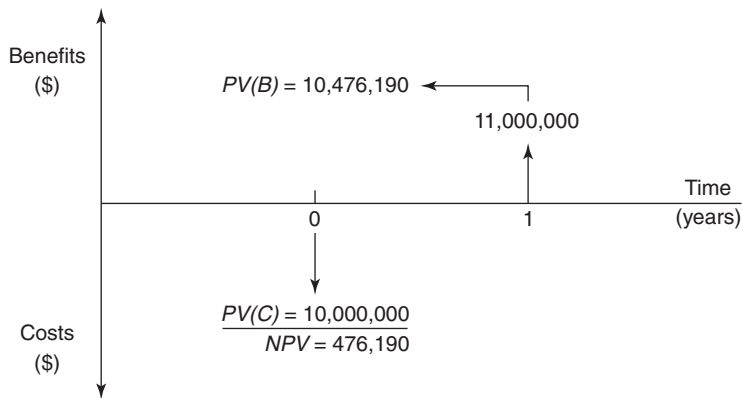 Benefits
($)
PV(B) = 10,476,190
11,000,000
Time
(years)
0
1
PV(C) = 10,000,000
NPV = 476,190
Costs
($)